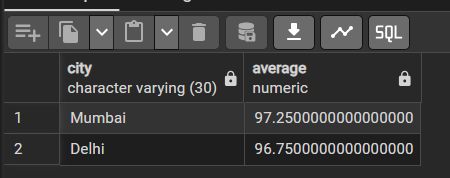 SQL
city average
character varying (30) numeric
1 Mumbai 97.2500000000000000
2 Delhi 96.7500000000000000